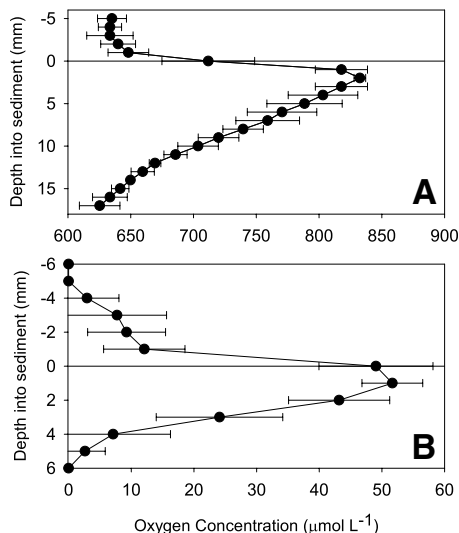 Depth into sediment (mm)
-5
0
5
10
15
A
600 650 700 750 800 850 900
Depth into sediment (mm)
-6
-4
-2
0
2
4
6
B
0 10 20 30 40 50 60
Oxygen Concentration (μmol L-1)